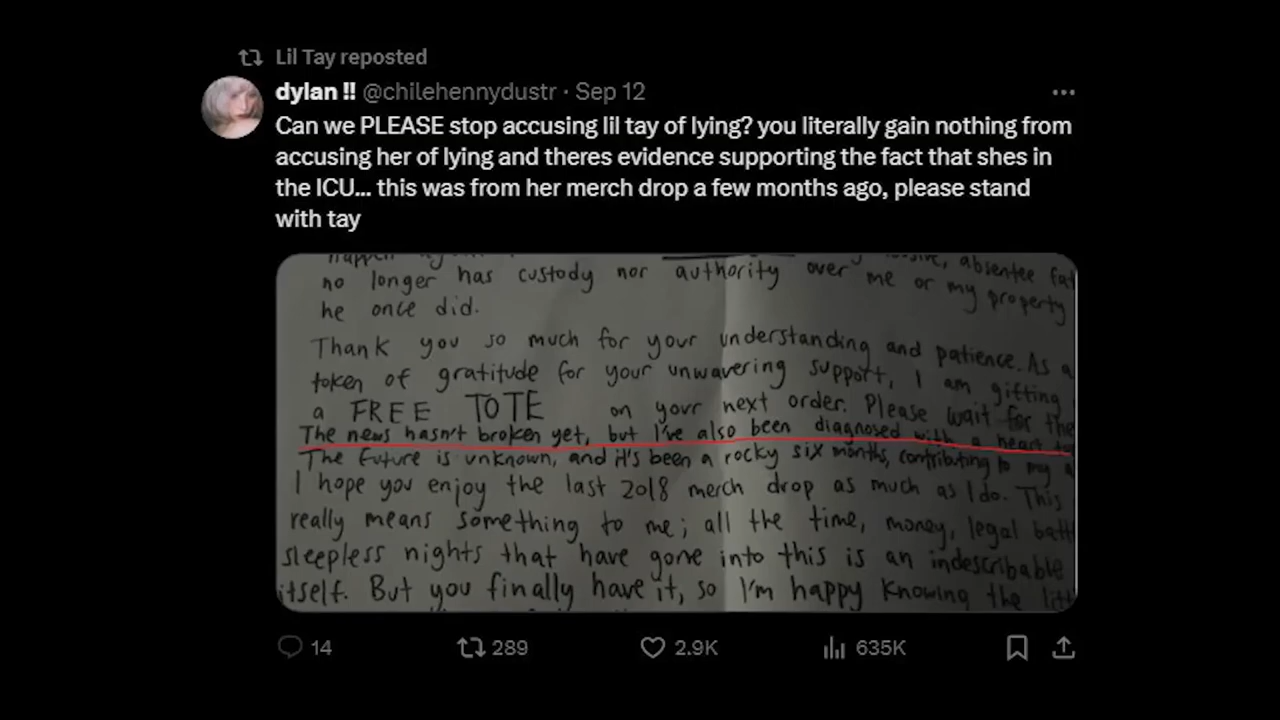 Lil Tay reposted
dylan !! @chilehennydustr · Sep 12
Can we PLEASE stop accusing lil tay of lying? you literally gain nothing from
accusing her of lying and theres evidence supporting the fact that shes in
the ICU... this was from her merch drop a few months ago, please stand
with tay
happen absentee
no longer has custody nor authority over me or my property
he once did.
Thank you so much for your understanding and patience. As a
token of gratitude for your unwavering support, I am gifting
a FREE TOTE on your next order. Please wait for the
The news hasn't broken yet, but I've also been diagnosed with a heart
The future is unknown, and it's been a rocky six months, contributing to my
I hope you enjoy the last 2018 merch drop as much as I do. This
really means something to me; all the time, money, legal
sleepless nights that have gone into this is an indescribable
itself. But you finally have it, so I'm happy knowing the
14 289 2.9K 635K